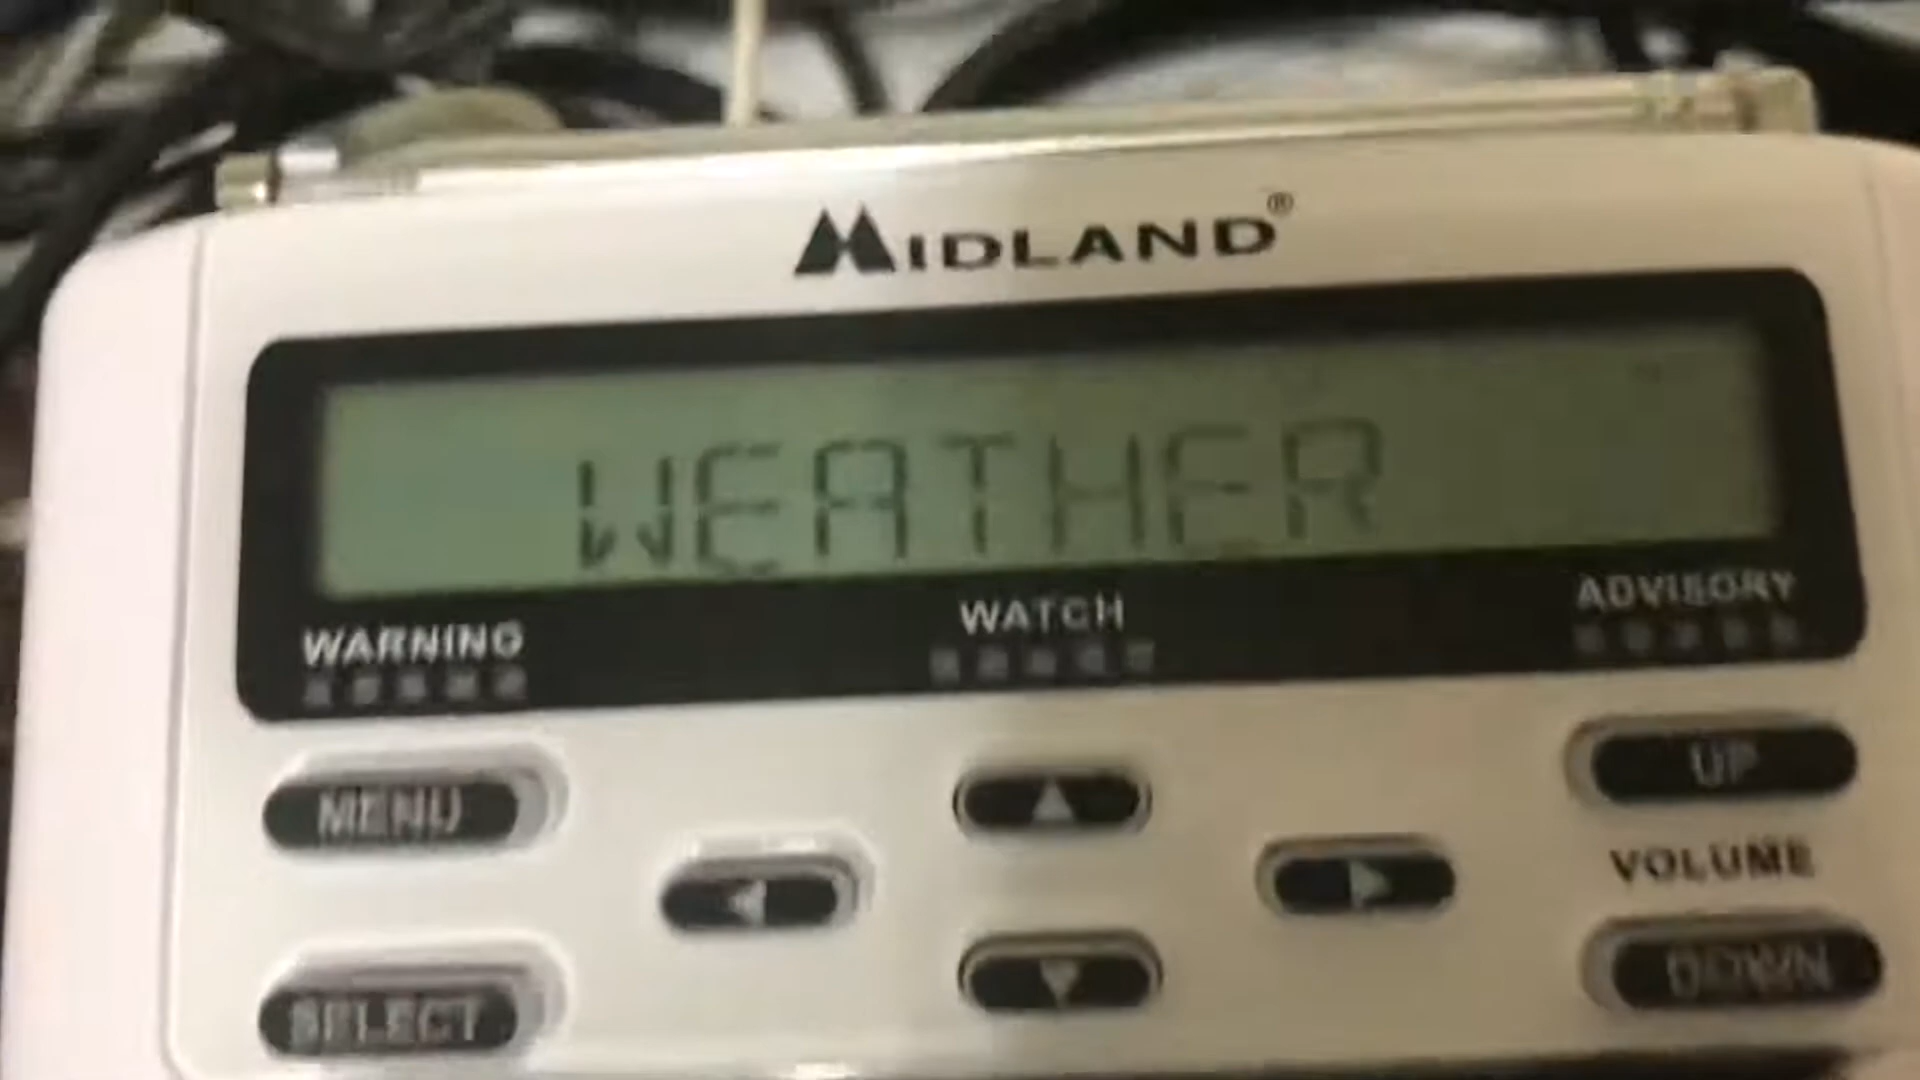 MIDLAND®
WEATHER
WARNING
WATCH
ADVISORY
MENU
UP
VOLUME
SELECT
DOWN